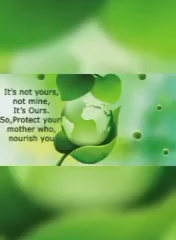 It's not yours,
not mine,
It's Ours.
So,Protect your
mother who,
nourish you